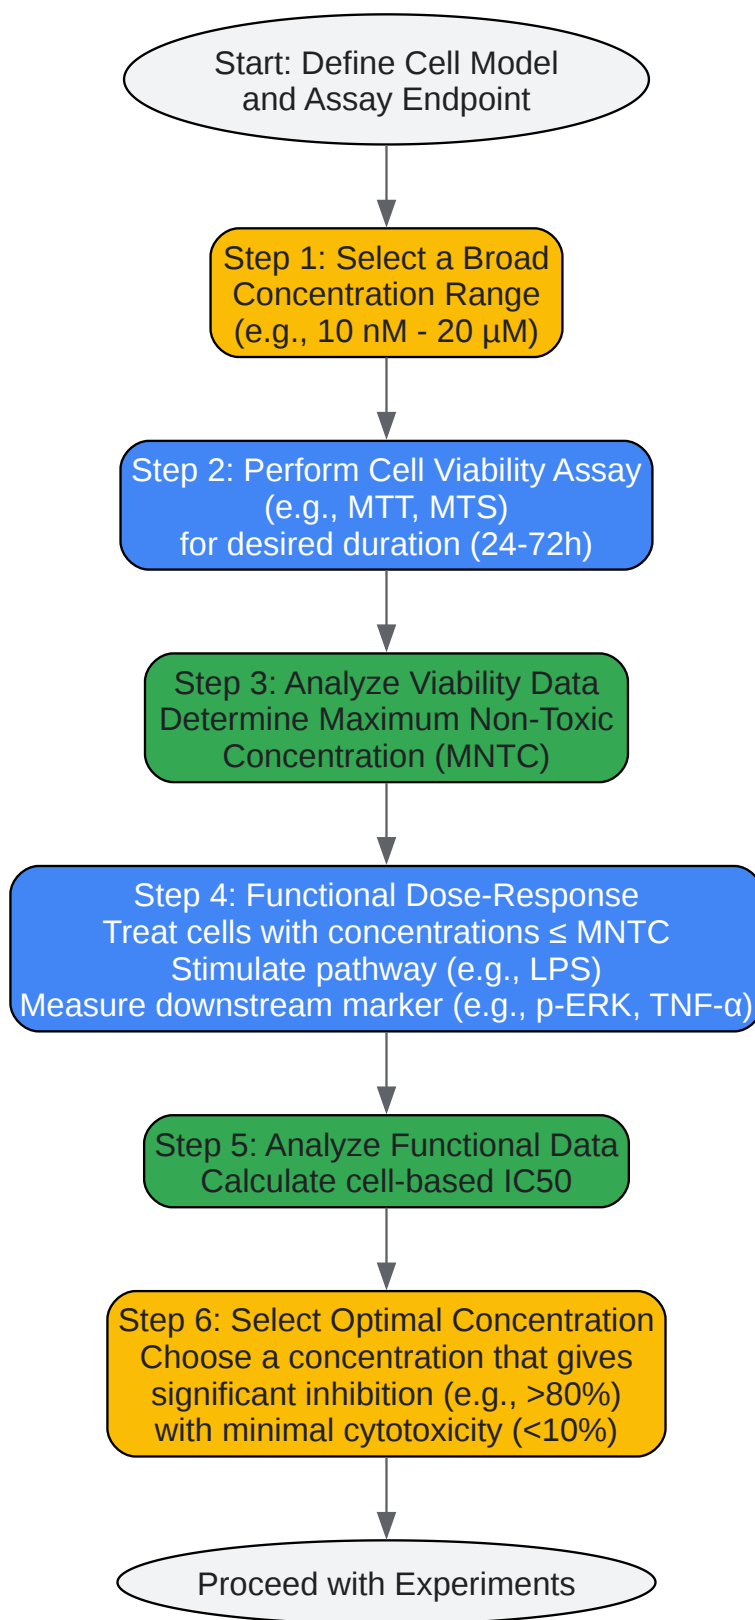 Start: Define Cell Model
and Assay Endpoint
Step 1: Select a Broad
Concentration Range
(e.g., 10 nM - 20 µM)
Step 2: Perform Cell Viability Assay
(e.g., MTT, MTS)
for desired duration (24-72h)
Step 3: Analyze Viability Data
Determine Maximum Non-Toxic
Concentration (MNTC)
Step 4: Functional Dose-Response
Treat cells with concentrations ≤ MNTC
Stimulate pathway (e.g., LPS)
Measure downstream marker (e.g., p-ERK, TNF-α)
Step 5: Analyze Functional Data
Calculate cell-based IC50
Step 6: Select Optimal Concentration
Choose a concentration that gives
significant inhibition (e.g., >80%)
with minimal cytotoxicity (<10%)
Proceed with Experiments